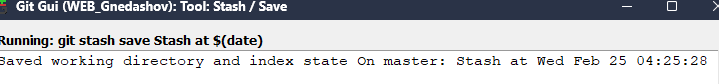 Git Gui (WEB_Gnedashov): Tool: Stash / Save
Running: git stash save Stash at $(date)
Saved working directory and index state On master: Stash at Wed Feb 25 04:25:28